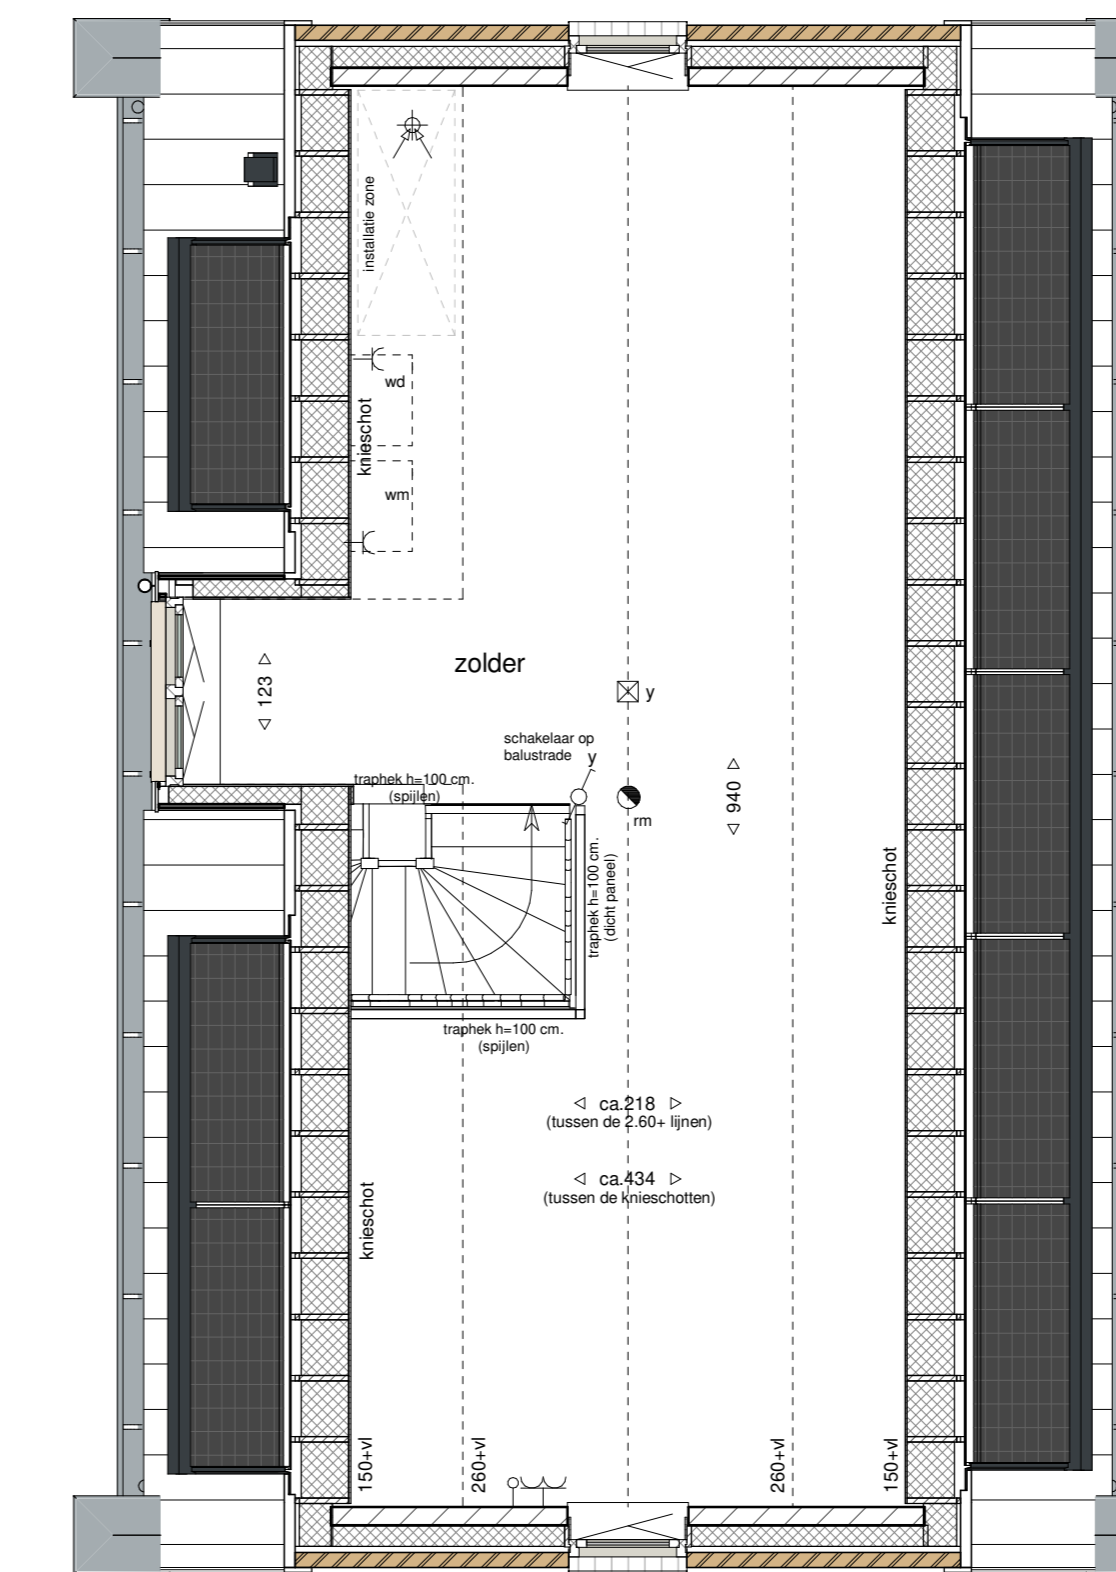 installatie zone
wd
knieschot
wm
zolder
123
y
schakelaar op
balustrade
y
traphek h=100 cm.
(spijlen)
940
rm
traphek h=100 cm.
(dicht paneel)
knieschot
traphek h=100 cm.
(spijlen)
ca.218
(tussen de 2.60+ lijnen)
ca.434
(tussen de knieschotten)
knieschot
150+vl
260+vl
260+vl
150+vl